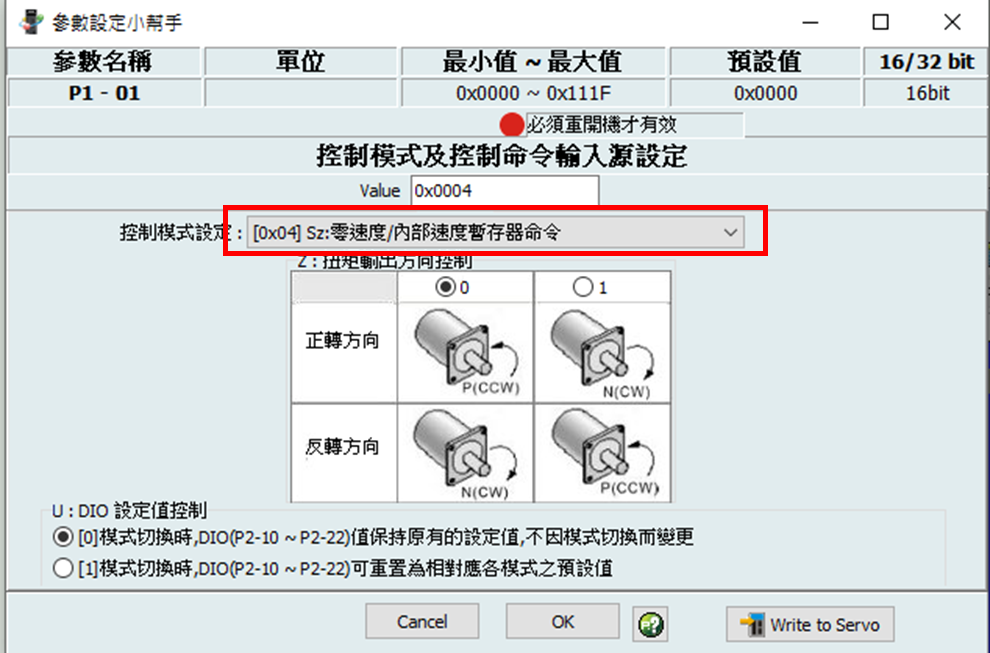 參數設定小幫手
參數名稱 單位 最小值 ~ 最大值 預設值 16/32 bit
P1 - 01 0x0000 ~ 0x111F 0x0000 16bit
必須重開機才有效
控制模式及控制命令輸入源設定
Value 0x0004
控制模式設定 : [0x04] Sz:零速度/內部速度暫存器命令
Z : 扭矩輸出方向控制
0 1
正轉方向 P(CCW) N(CW)
反轉方向 N(CW) P(CCW)
U : DIO 設定值控制
[0]模式切換時,DIO(P2-10 ~ P2-22)值保持原有的設定值,不因模式切換而變更
[1]模式切換時,DIO(P2-10 ~ P2-22)可重置為相對應各模式之預設值
Cancel OK Write to Servo